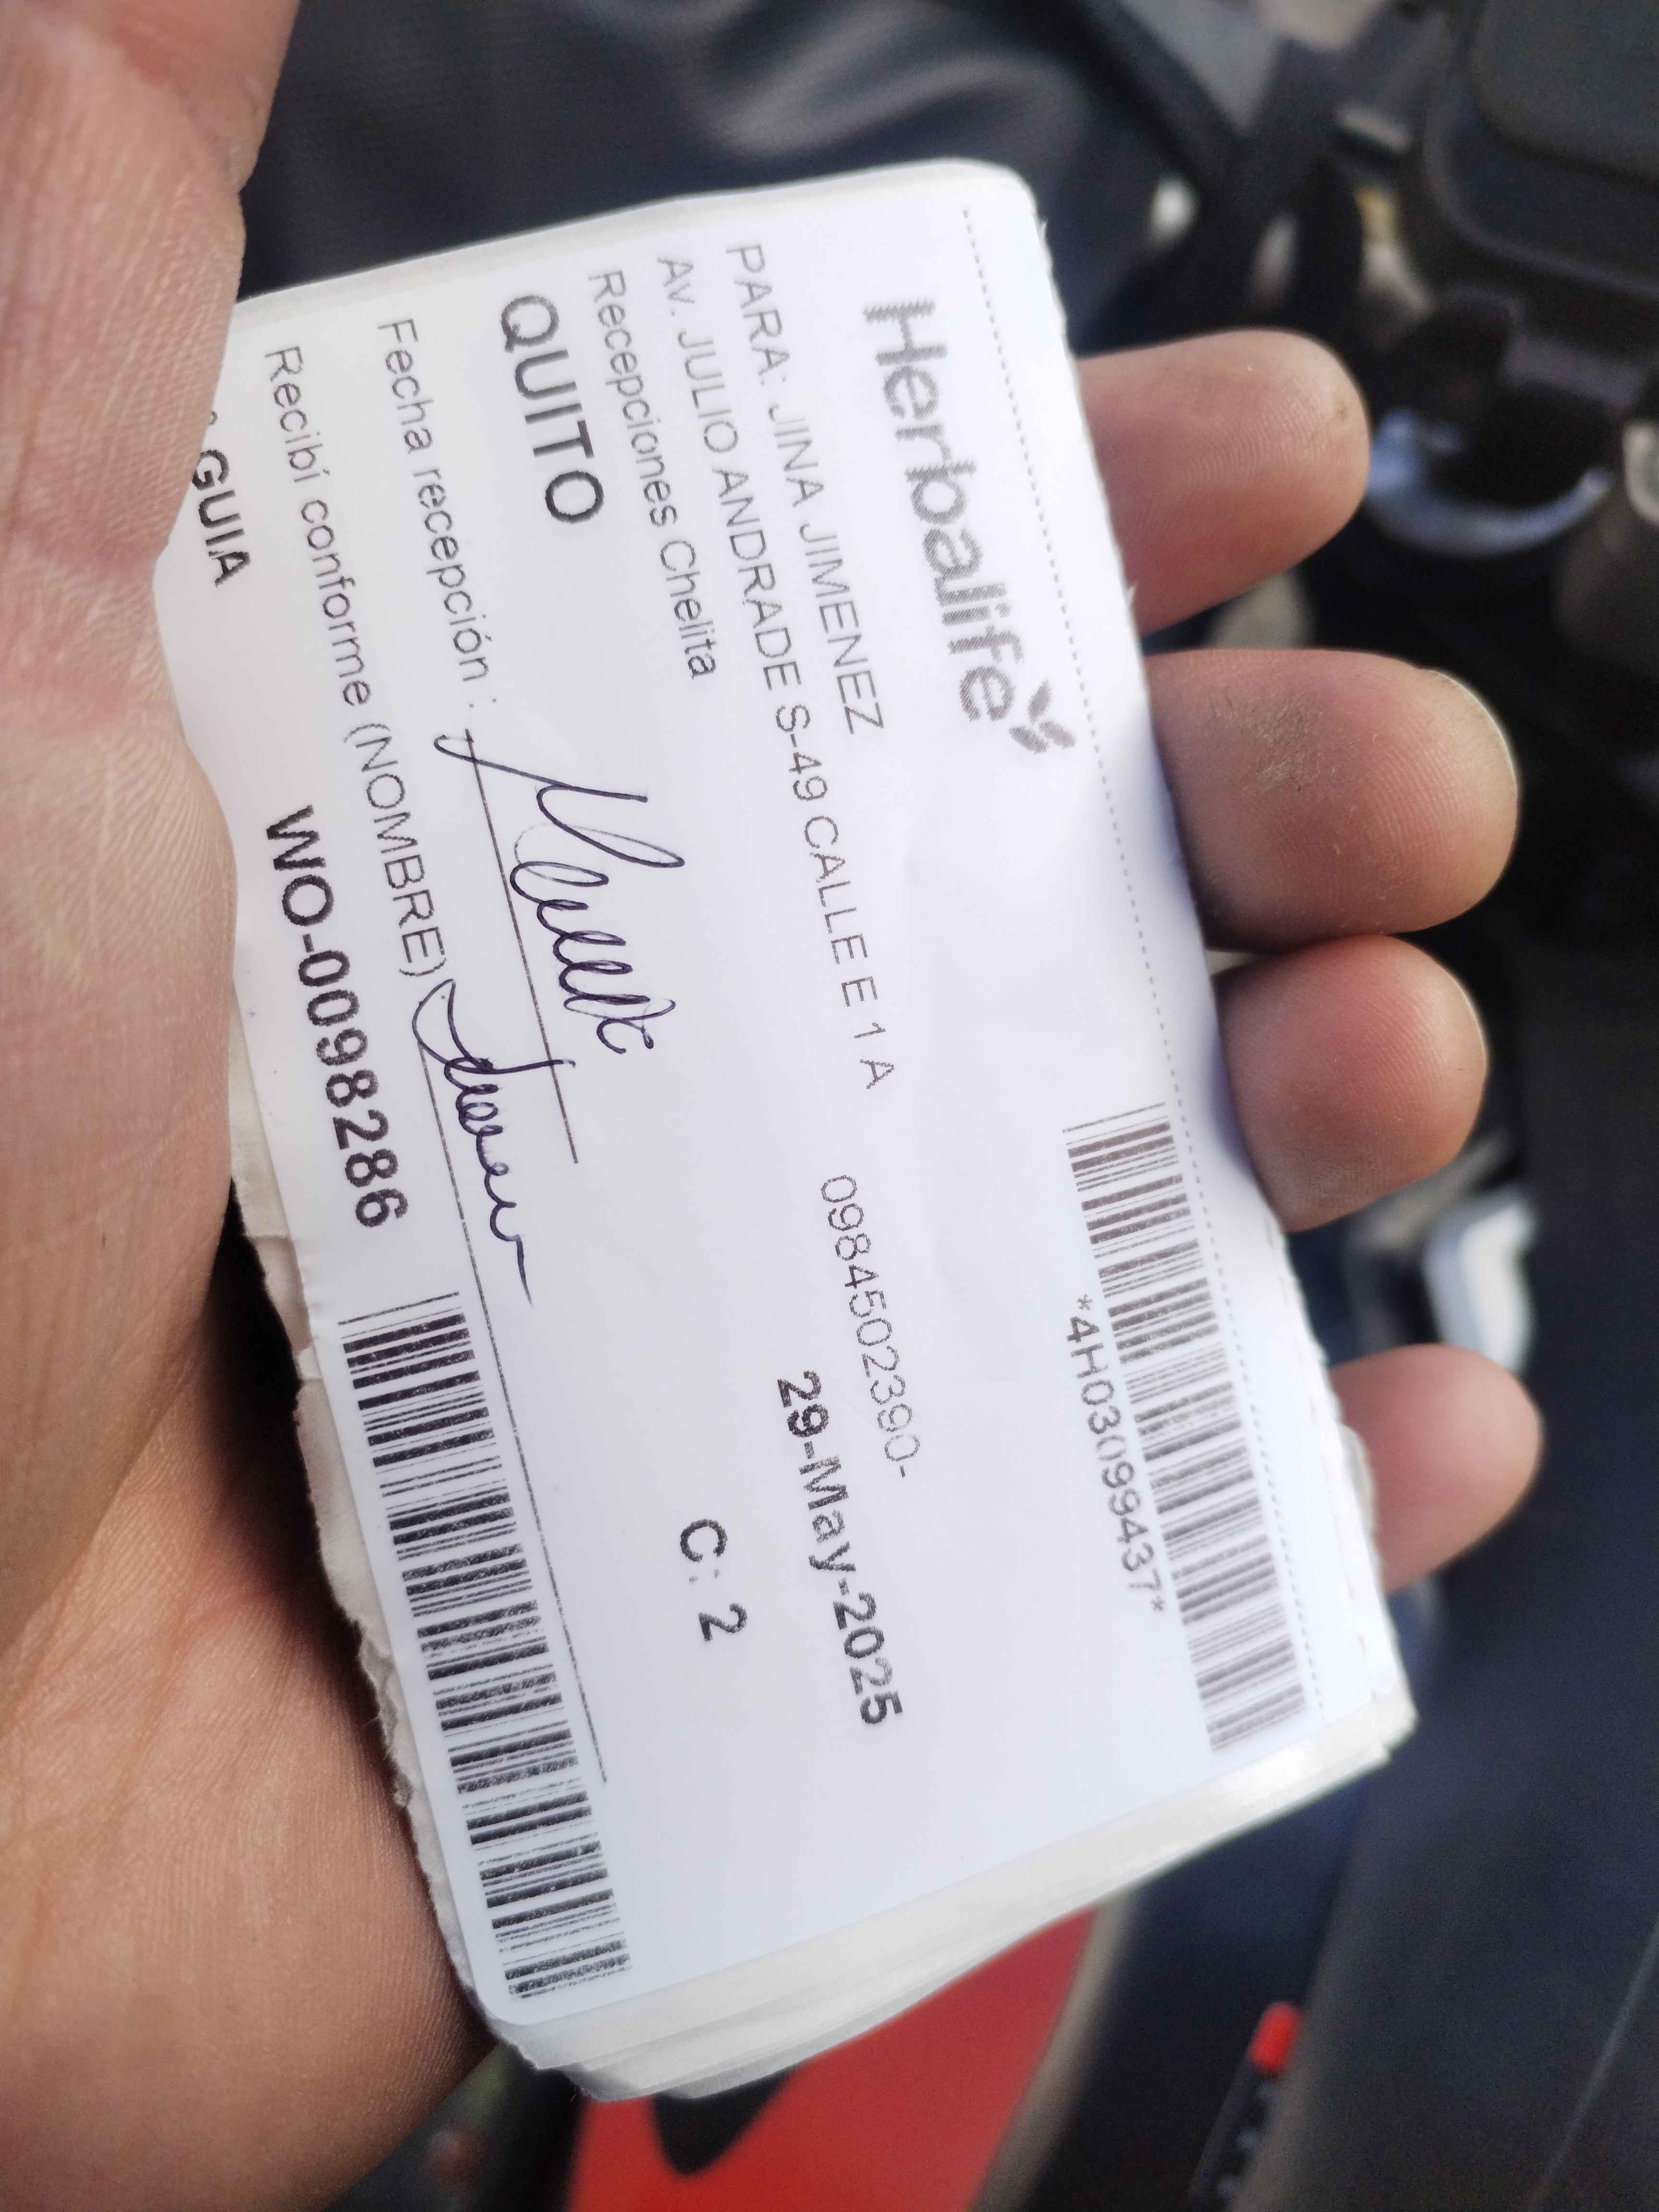 Herbalife
*4H03099437*
PARA: JINA JIMENEZ
Av. JULIO ANDRADE S-49 CALLE E 1 A
0984502390-
Recepciones Chelita
29-May-2025
QUITO
C: 2
Fecha recepción :
Recibí conforme (NOMBRE)
GUIA
WO-0098286